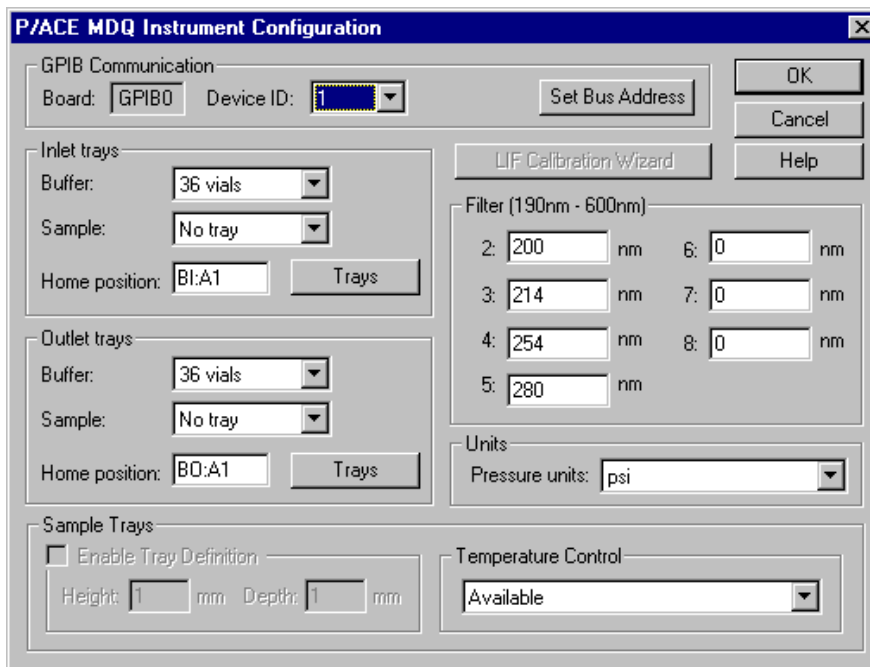 P/ACE MDQ Instrument Configuration
GPIB Communication
Board: GPIB0 Device ID: 1 Set Bus Address
OK
Cancel
Help
Inlet trays
Buffer: 36 vials
Sample: No tray
Home position: BI:A1 Trays
LIF Calibration Wizard
Filter (190nm - 600nm)
2: 200 nm 6: 0 nm
3: 214 nm 7: 0 nm
4: 254 nm 8: 0 nm
5: 280 nm
Outlet trays
Buffer: 36 vials
Sample: No tray
Home position: BO:A1 Trays
Units
Pressure units: psi
Sample Trays
Enable Tray Definition
Height: 1 mm Depth: 1 mm
Temperature Control
Available